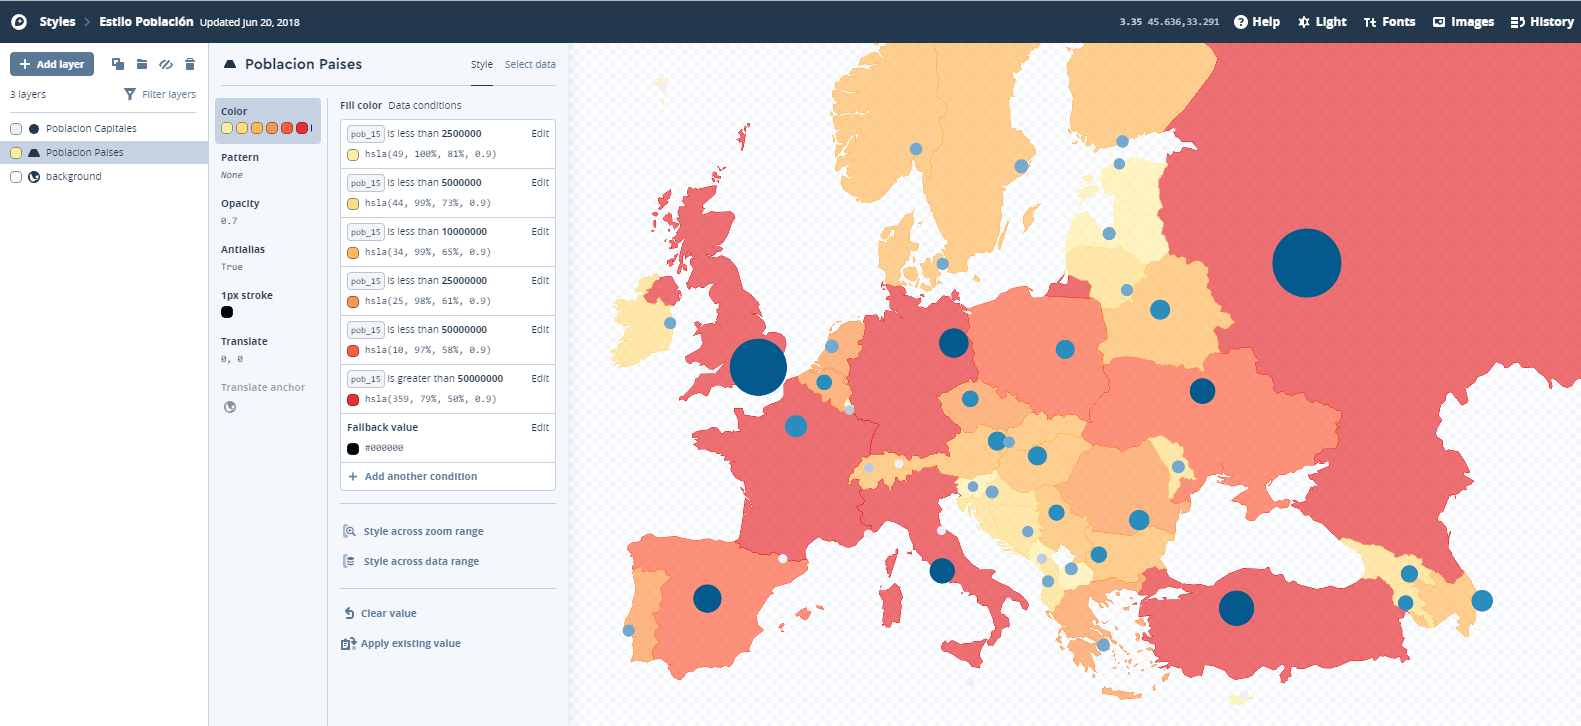 Styles > Estilo Población Updated Jun 20, 2018
3.35 45.636,33.291 Help Light Fonts Images History
+ Add layer
3 layers Filter layers
Poblacion Capitales
Poblacion Paises
background
Poblacion Paises Style Select data
Color
Pattern
None
Opacity
0.7
Antialias
True
1px stroke
Translate
0, 0
Translate anchor
Fill color Data conditions
pob_15 is less than 2500000 Edit
hsla(49, 100%, 81%, 0.9)
pob_15 is less than 5000000 Edit
hsla(44, 99%, 73%, 0.9)
pob_15 is less than 10000000 Edit
hsla(34, 99%, 65%, 0.9)
pob_15 is less than 25000000 Edit
hsla(25, 98%, 61%, 0.9)
pob_15 is less than 50000000 Edit
hsla(10, 97%, 58%, 0.9)
pob_15 is greater than 50000000 Edit
hsla(359, 79%, 50%, 0.9)
Fallback value Edit
#000000
+ Add another condition
Style across zoom range
Style across data range
Clear value
Apply existing value